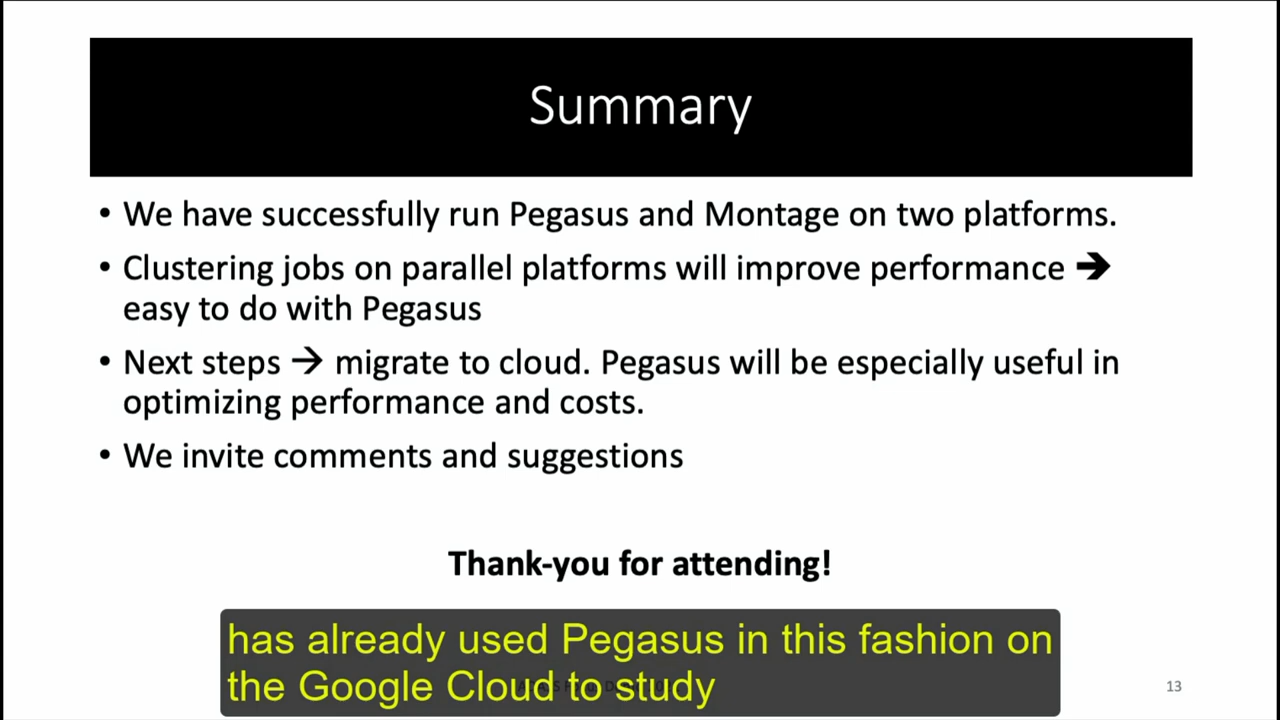 Summary
• We have successfully run Pegasus and Montage on two platforms.
• Clustering jobs on parallel platforms will improve performance ➔
easy to do with Pegasus
• Next steps → migrate to cloud. Pegasus will be especially useful in
optimizing performance and costs.
• We invite comments and suggestions
Thank-you for attending!
has already used Pegasus in this fashion on
the Google Cloud to study
13